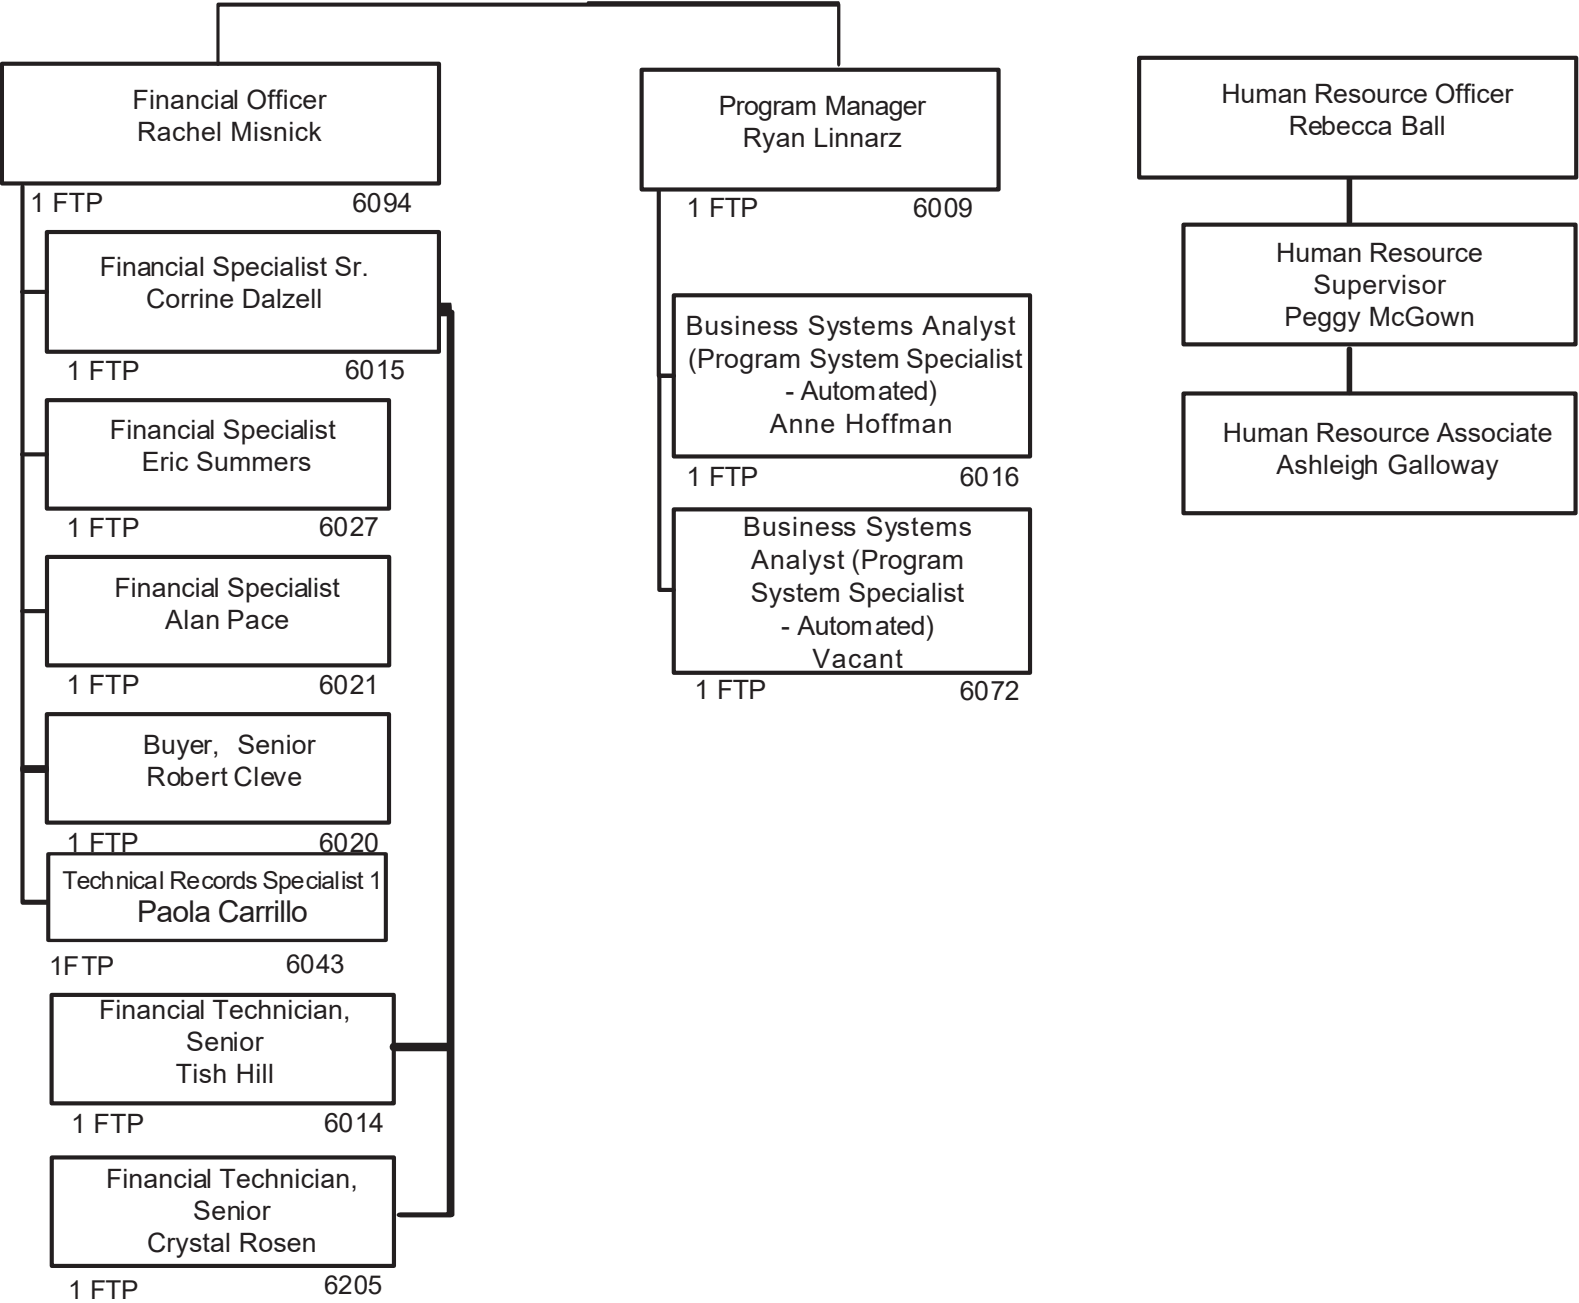 Financial Officer
Rachel Misnick
1 FTP 6094
Financial Specialist Sr.
Corrine Dalzell
1 FTP 6015
Financial Specialist
Eric Summers
1 FTP 6027
Financial Specialist
Alan Pace
1 FTP 6021
Buyer, Senior
Robert Cleve
1 FTP 6020
Technical Records Specialist 1
Paola Carrillo
1FTP 6043
Financial Technician,
Senior
Tish Hill
1 FTP 6014
Financial Technician,
Senior
Crystal Rosen
1 FTP 6205
Program Manager
Ryan Linnarz
1 FTP 6009
Business Systems Analyst
(Program System Specialist
- Automated)
Anne Hoffman
1 FTP 6016
Business Systems
Analyst (Program
System Specialist
- Automated)
Vacant
1 FTP 6072
Human Resource Officer
Rebecca Ball
Human Resource
Supervisor
Peggy McGown
Human Resource Associate
Ashleigh Galloway